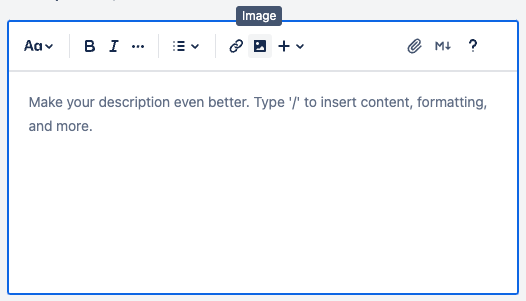 Image
Aa B I ... M↓ ?
Make your description even better. Type '/' to insert content, formatting,
and more.